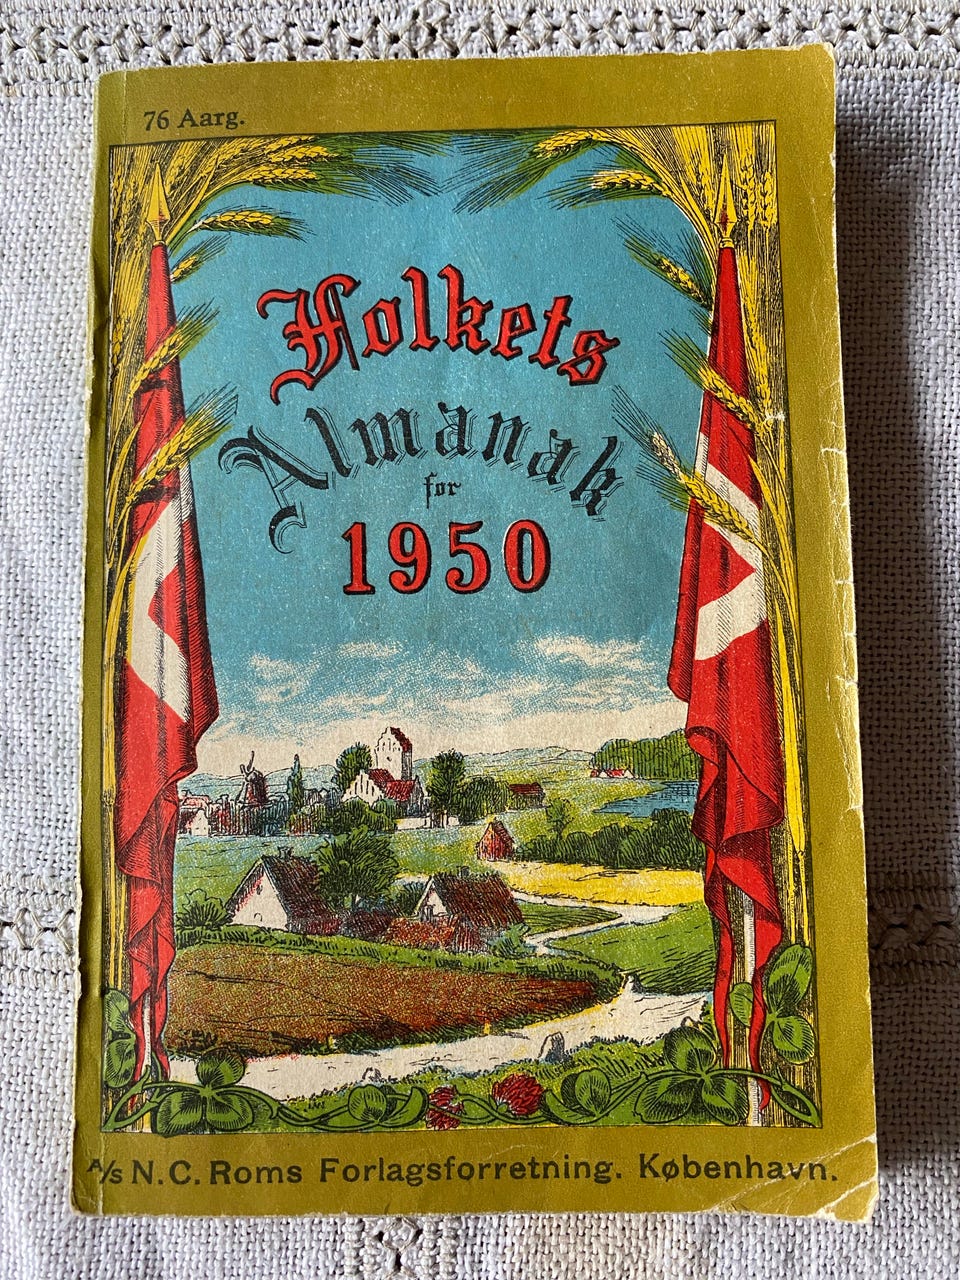 76 Aarg.
Folkets
Almanak
for
1950
A/s N. C. Roms Forlagsforretning. København.